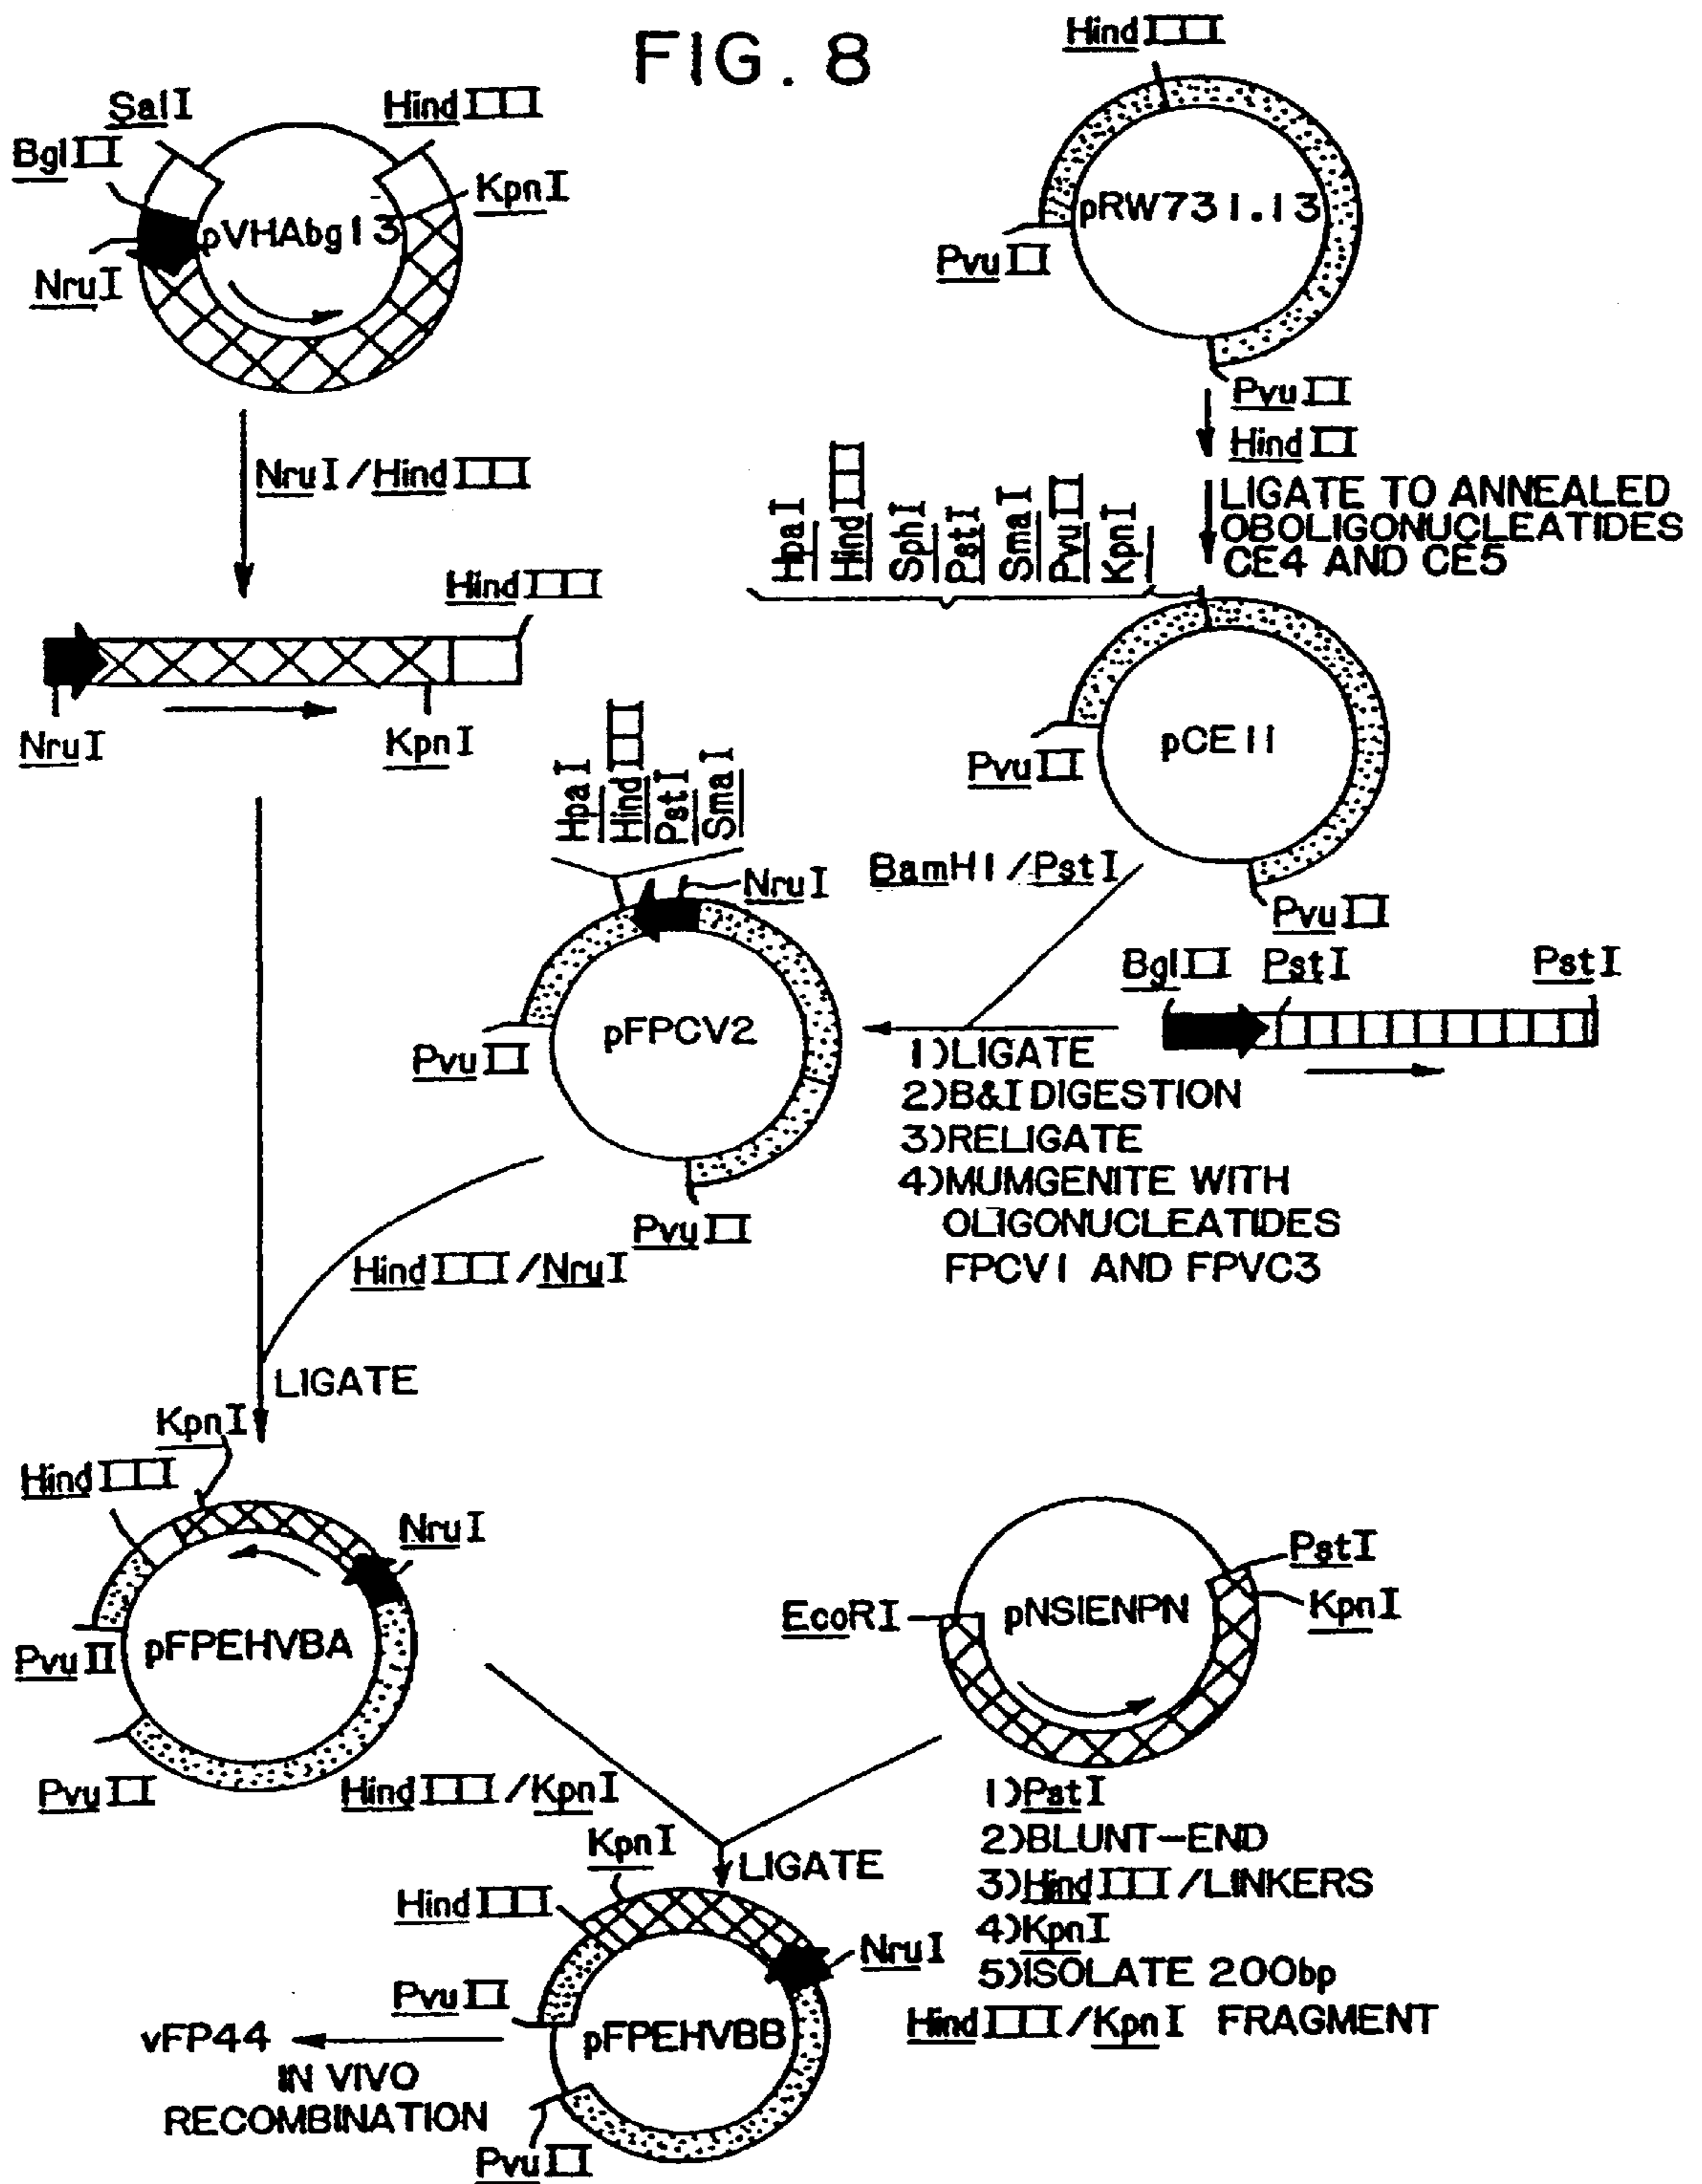 FIG. 8
HindIII
SalI
HindIII
BglII
KpnI
pVHAbg13
NruI
pRW731.13
PvuII
PvuII
HindII
NruI/HindIII
LIGATE TO ANNEALED
OBOLIGONUCLEATIDES
CE4 AND CE5
HpaI
HindIII
SphI
PstI
SmaI
PvuII
KpnI
HindIII
NruI
KpnI
pCE11
PvuII
PvuII
HpaI
HindIII
PstI
SmaI
NruI
BamHI/PstI
BglII
PstI
PstI
pFPCV2
PvuII
PvuII
1)LIGATE
2)B&I DIGESTION
3)RELIGATE
4)MUMGENITE WITH
OLIGONUCLEATIDES
FPCV1 AND FPVC3
HindIII/NruI
LIGATE
KpnI
HindIII
NruI
pFPEHVBA
PvuII
PvuII
HindIII/KpnI
PstI
KpnI
EcoRI
pNSIENPN
1)PstI
2)BLUNT-END
3)HindIII/LINKERS
4)KpnI
5)ISOLATE 200bp
HindIII/KpnI FRAGMENT
LIGATE
KpnI
HindIII
NruI
PvuII
pFPEHVBB
PvuII
vFP44
IN VIVO
RECOMBINATION